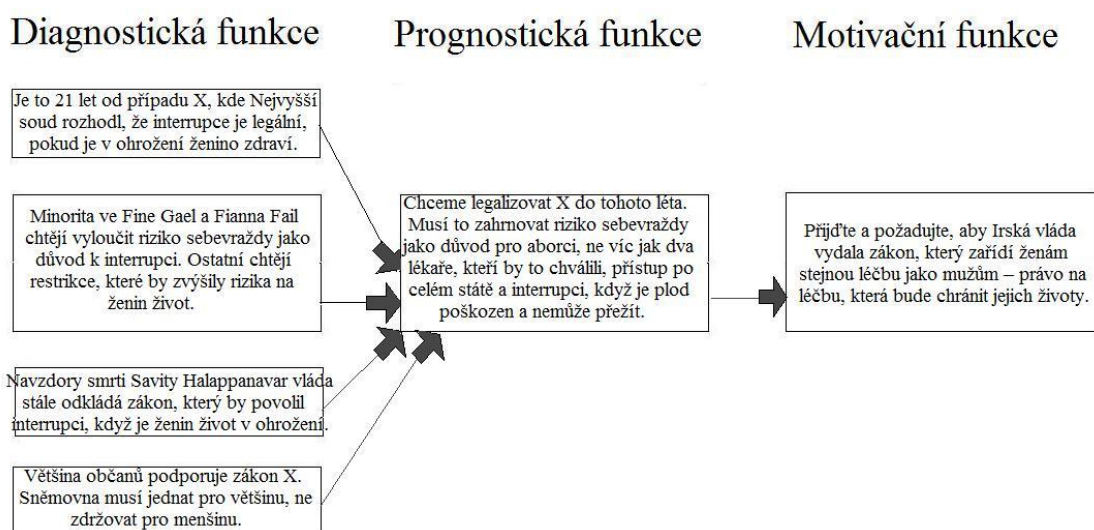 Diagnostická funkce
Prognostická funkce
Motivační funkce
Je to 21 let od případu X, kde Nejvyšší
soud rozhodl, že interrupce je legální,
pokud je v ohrožení ženino zdraví.
Minorita ve Fine Gael a Fianna Fail
chtějí vyloučit riziko sebevraždy jako
důvod k interrupci. Ostatní chtějí
restrikce, které by zvýšily rizika na
ženin život.
Navzdory smrti Savity Halappanavar vláda
stále odkládá zákon, který by povolil
interrupci, když je ženin život v ohrožení.
Většina občanů podporuje zákon X.
Sněmovna musí jednat pro většinu, ne
zdržovat pro menšinu.
Chceme legalizovat X do tohoto léta.
Musí to zahrnovat riziko sebevraždy
jako důvod pro aborci, ne víc jak dva
lékaře, kteří by to chválili, přístup po
celém státě a interrupci, když je plod
poškozen a nemůže přežít.
Přijďte a požadujte, aby Irská vláda
vydala zákon, který zařídí ženám
stejnou léčbu jako mužům – právo na
léčbu, která bude chránit jejich životy.